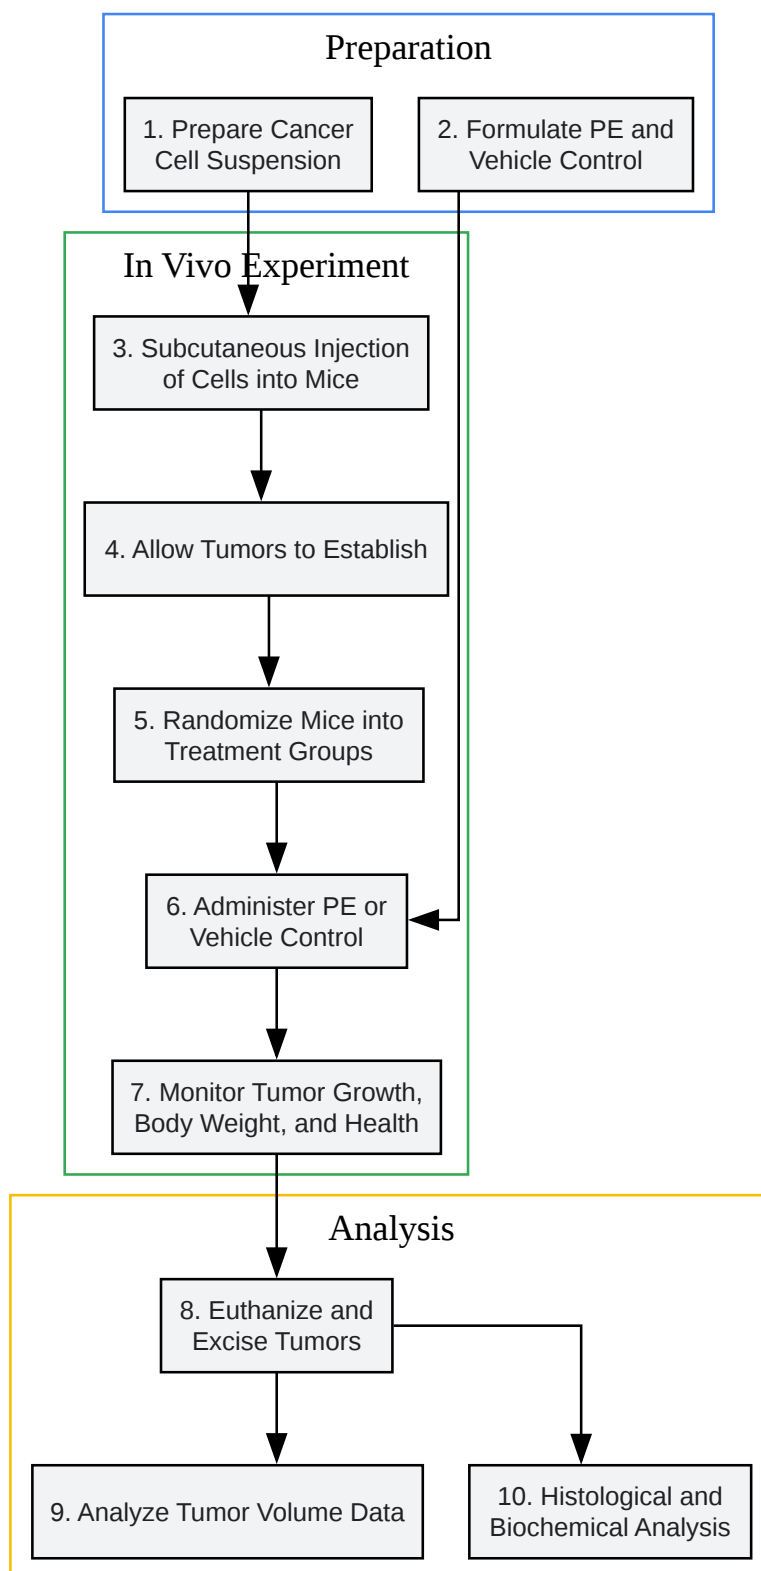 Preparation
1. Prepare Cancer
Cell Suspension
2. Formulate PE and
Vehicle Control
In Vivo Experiment
3. Subcutaneous Injection
of Cells into Mice
4. Allow Tumors to Establish
5. Randomize Mice into
Treatment Groups
6. Administer PE or
Vehicle Control
7. Monitor Tumor Growth,
Body Weight, and Health
Analysis
8. Euthanize and
Excise Tumors
9. Analyze Tumor Volume Data
10. Histological and
Biochemical Analysis